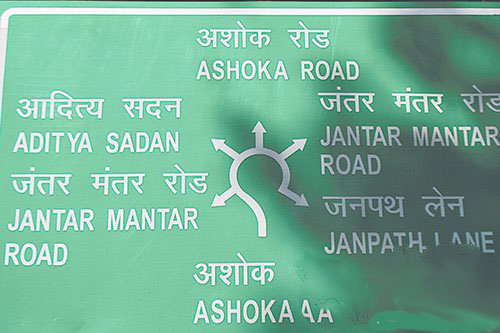 अशोक रोड
ASHOKA ROAD
आदित्य सदन
ADITYA SADAN
जंतर मंतर रोड
JANTAR MANTAR
ROAD
जंतर मंतर रोड
JANTAR MANTAR
ROAD
जनपथ लेन
JANPATH LANE
अशोक
ASHOKA